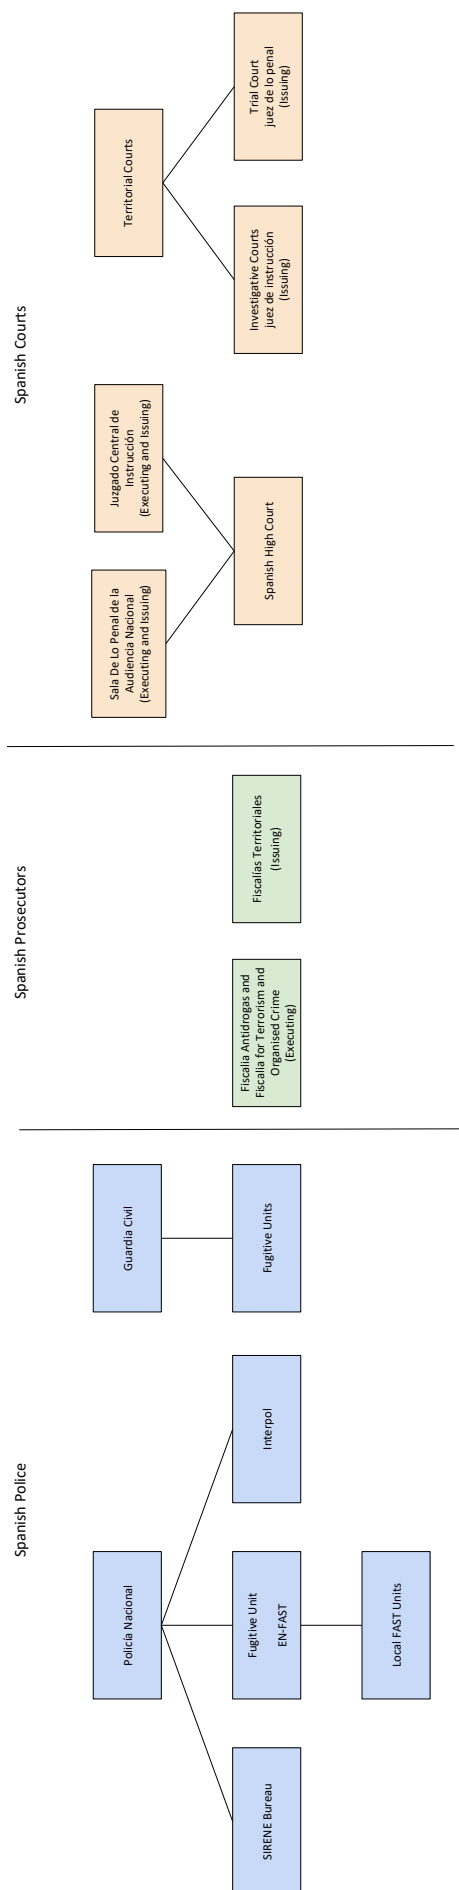 Spanish Police
Policía Nacional
Guardia Civil
SIRENE Bureau
Fugitive Unit
EN-FAST
Interpol
Fugitive Units
Local FAST Units
Spanish Prosecutors
Fiscalia Antidrogas and
Fiscalia for Terrorism and
Organised Crime
(Executing)
Fiscalías Territoriales
(Issuing)
Spanish Courts
Sala De Lo Penal de la
Audiencia Nacional
(Executing and Issuing)
Juzgado Central de
Instrucción
(Executing and Issuing)
Territorial Courts
Spanish High Court
Investigative Courts
juez de instrucción
(Issuing)
Trial Court
juez de lo penal
(Issuing)